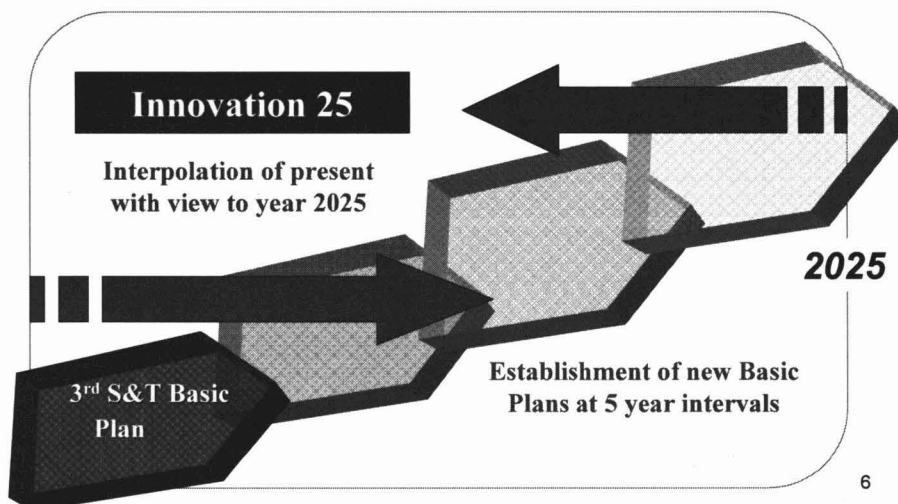 Innovation 25
Interpolation of present
with view to year 2025
2025
3rd S&T Basic
Plan
Establishment of new Basic
Plans at 5 year intervals
6